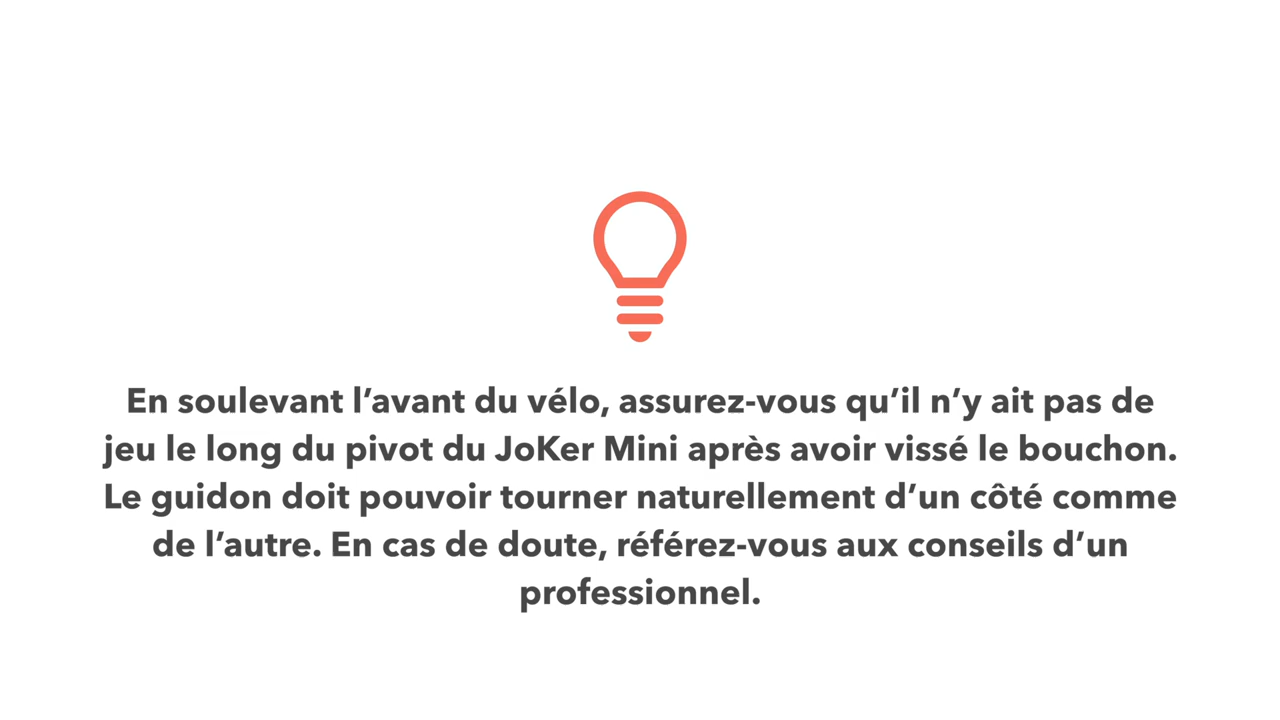 En soulevant l’avant du vélo, assurez-vous qu’il n’y ait pas de
jeu le long du pivot du JoKer Mini après avoir vissé le bouchon.
Le guidon doit pouvoir tourner naturellement d’un côté comme
de l’autre. En cas de doute, référez-vous aux conseils d’un
professionnel.